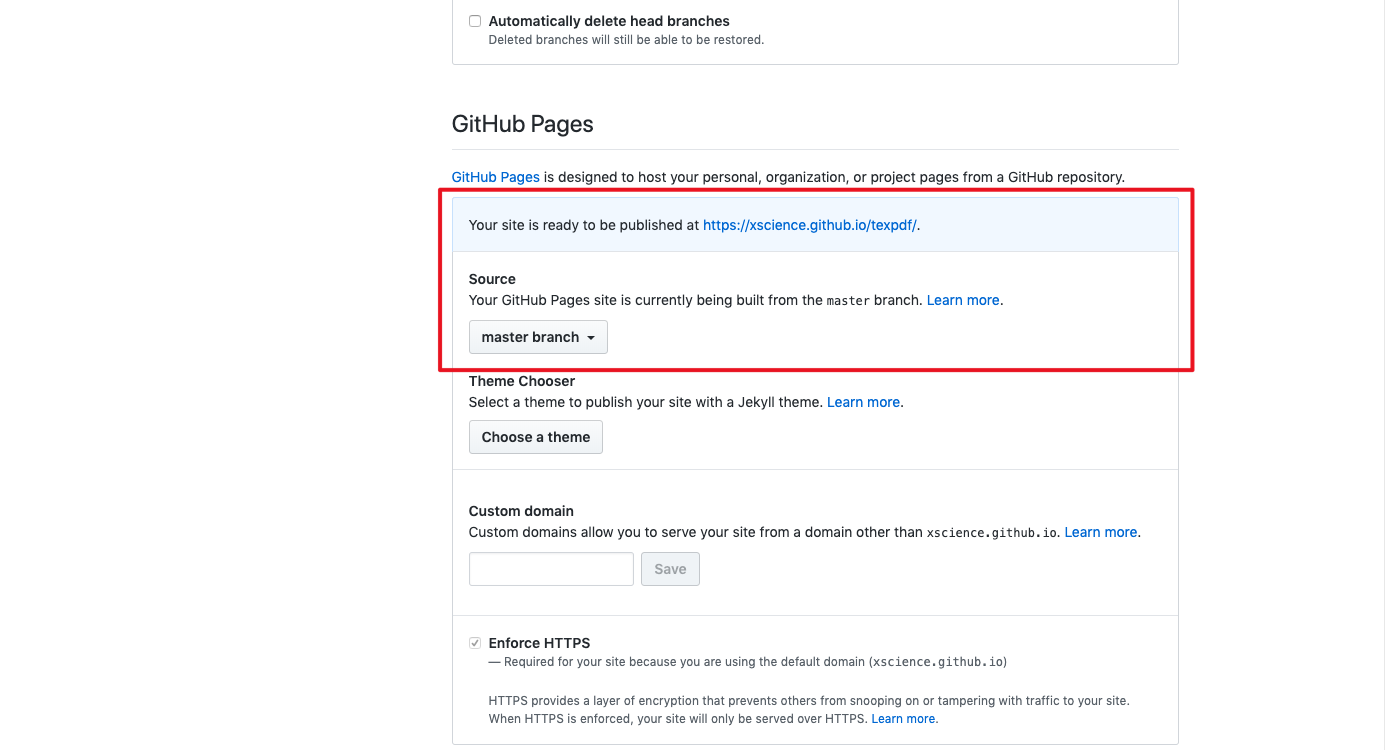 Automatically delete head branches
Deleted branches will still be able to be restored.
GitHub Pages
GitHub Pages is designed to host your personal, organization, or project pages from a GitHub repository.
Your site is ready to be published at https://xscience.github.io/texpdf/.
Source
Your GitHub Pages site is currently being built from the master branch. Learn more.
master branch
Theme Chooser
Select a theme to publish your site with a Jekyll theme. Learn more.
Choose a theme
Custom domain
Custom domains allow you to serve your site from a domain other than xscience.github.io. Learn more.
Save
Enforce HTTPS
— Required for your site because you are using the default domain (xscience.github.io)
HTTPS provides a layer of encryption that prevents others from snooping on or tampering with traffic to your site.
When HTTPS is enforced, your site will only be served over HTTPS. Learn more.